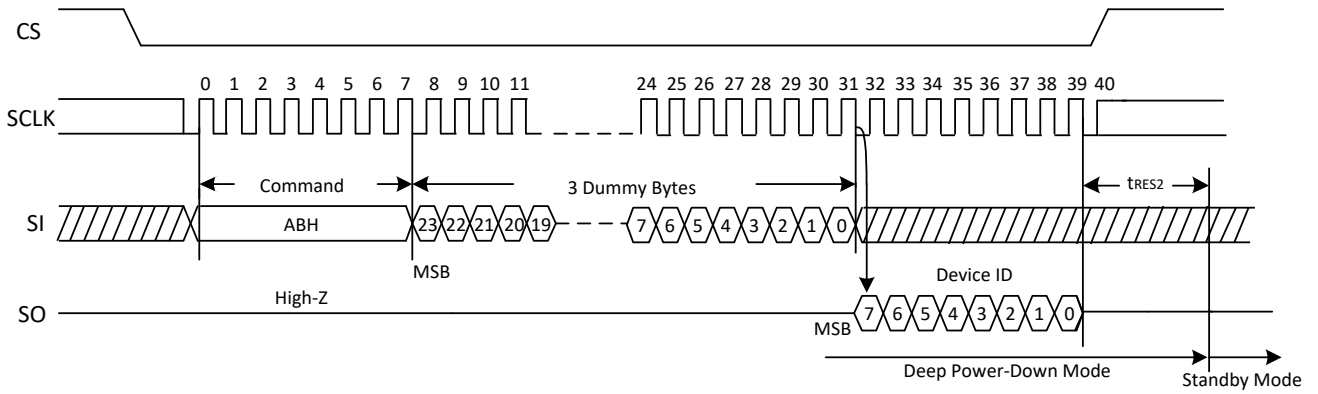 CS
0 1 2 3 4 5 6 7 8 9 10 11 24 25 26 27 28 29 30 31 32 33 34 35 36 37 38 39 40
SCLK
Command 3 Dummy Bytes tRES2
SI ABH 23 22 21 20 19 7 6 5 4 3 2 1 0
MSB Device ID
High-Z
SO 7 6 5 4 3 2 1 0
MSB
Deep Power-Down Mode Standby Mode